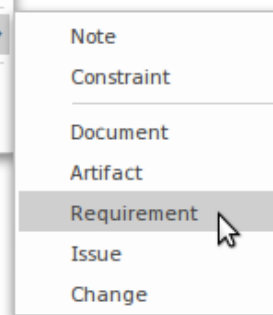 Note
Constraint
Document
Artifact
Requirement
Issue
Change